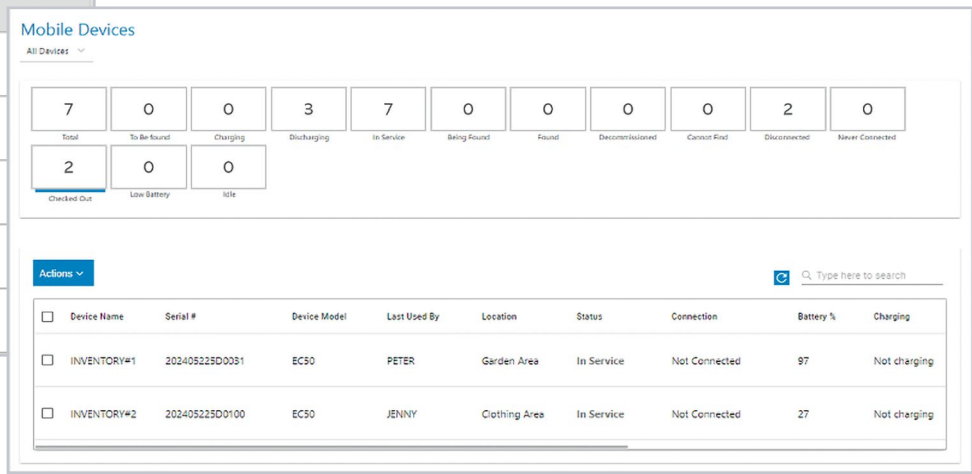 Mobile Devices
All Devices
7 0 0 3 7 0 0 0 0 2 0
Total To Be found Charging Discharging In Service Being Found Found Decommissioned Cannot Find Disconnected Never Connected
2 0 0
Checked Out Low Battery Idle
Actions
Type here to search
Device Name Serial # Device Model Last Used By Location Status Connection Battery % Charging
INVENTORY#1 202405225D0031 EC50 PETER Garden Area In Service Not Connected 97 Not charging
INVENTORY#2 202405225D0100 EC50 JENNY Clothing Area In Service Not Connected 27 Not charging